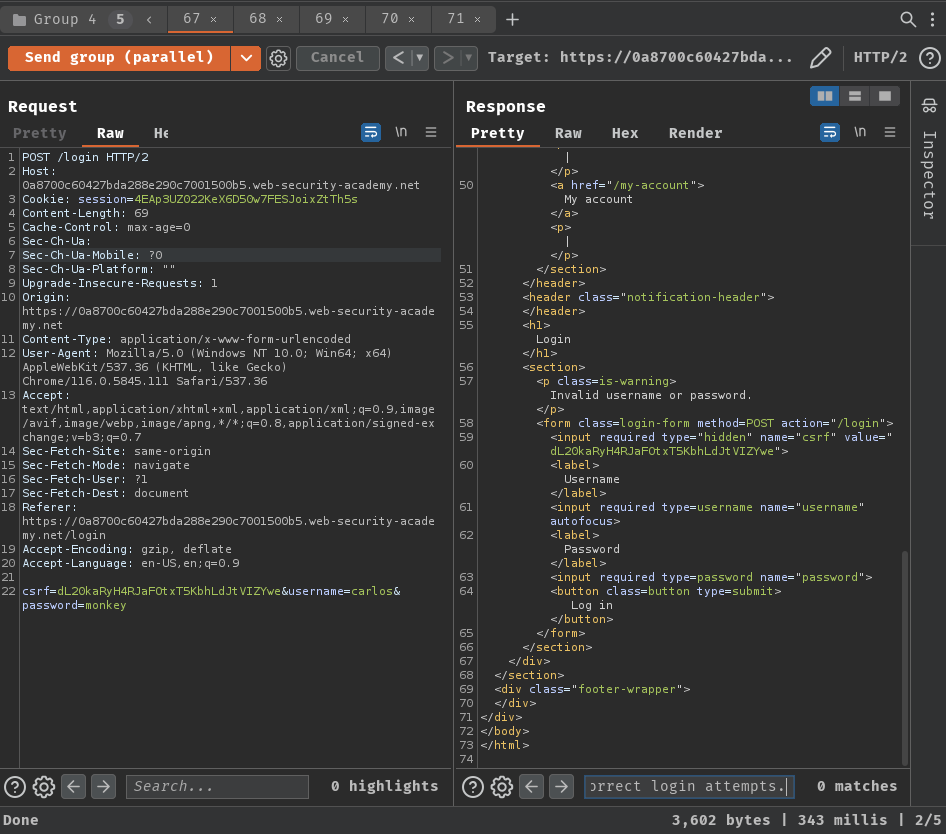 Group 4 5 67 × 68 × 69 × 70 × 71 × +
Send group (parallel) Cancel < > Target: https://0a8700c60427bda... HTTP/2 ?
Request
Pretty Raw He \n
1 POST /login HTTP/2
2 Host:
0a8700c60427bda288e290c7001500b5.web-security-academy.net
3 Cookie: session=4EAp3UZ022KeX6D50w7FESJoixZtTh5s
4 Content-Length: 69
5 Cache-Control: max-age=0
6 Sec-Ch-Ua:
7 Sec-Ch-Ua-Mobile: ?0
8 Sec-Ch-Ua-Platform: ""
9 Upgrade-Insecure-Requests: 1
10 Origin:
https://0a8700c60427bda288e290c7001500b5.web-security-acade
my.net
11 Content-Type: application/x-www-form-urlencoded
12 User-Agent: Mozilla/5.0 (Windows NT 10.0; Win64; x64)
AppleWebKit/537.36 (KHTML, like Gecko)
Chrome/116.0.5845.111 Safari/537.36
13 Accept:
text/html,application/xhtml+xml,application/xml;q=0.9,image
/avif,image/webp,image/apng,*/*;q=0.8,application/signed-ex
change;v=b3;q=0.7
14 Sec-Fetch-Site: same-origin
15 Sec-Fetch-Mode: navigate
16 Sec-Fetch-User: ?1
17 Sec-Fetch-Dest: document
18 Referer:
https://0a8700c60427bda288e290c7001500b5.web-security-acade
my.net/login
19 Accept-Encoding: gzip, deflate
20 Accept-Language: en-US,en;q=0.9
21
22 csrf=dL20kaRyH4RJaFOtxT5KbhLdJtVIZYwe&username=carlos&
password=monkey
? Search... 0 highlights
Response
Pretty Raw Hex Render \n
|
</p>
50 <a href="/my-account">
My account
</a>
<p>
|
</p>
51 </section>
52 </header>
53 <header class="notification-header">
54 </header>
55 <h1>
Login
</h1>
56 <section>
57 <p class=is-warning>
Invalid username or password.
</p>
58 <form class=login-form method=POST action="/login">
59 <input required type="hidden" name="csrf" value="
dL20kaRyH4RJaFOtxT5KbhLdJtVIZYwe">
60 <label>
Username
</label>
61 <input required type=username name="username"
autofocus>
62 <label>
Password
</label>
63 <input required type=password name="password">
64 <button class=button type=submit>
Log in
</button>
65 </form>
66 </section>
67 </div>
68 </section>
69 <div class="footer-wrapper">
70 </div>
71 </div>
72 </body>
73 </html>
74
? orrect login attempts. 0 matches
Inspector
Done 3,602 bytes | 343 millis | 2/5